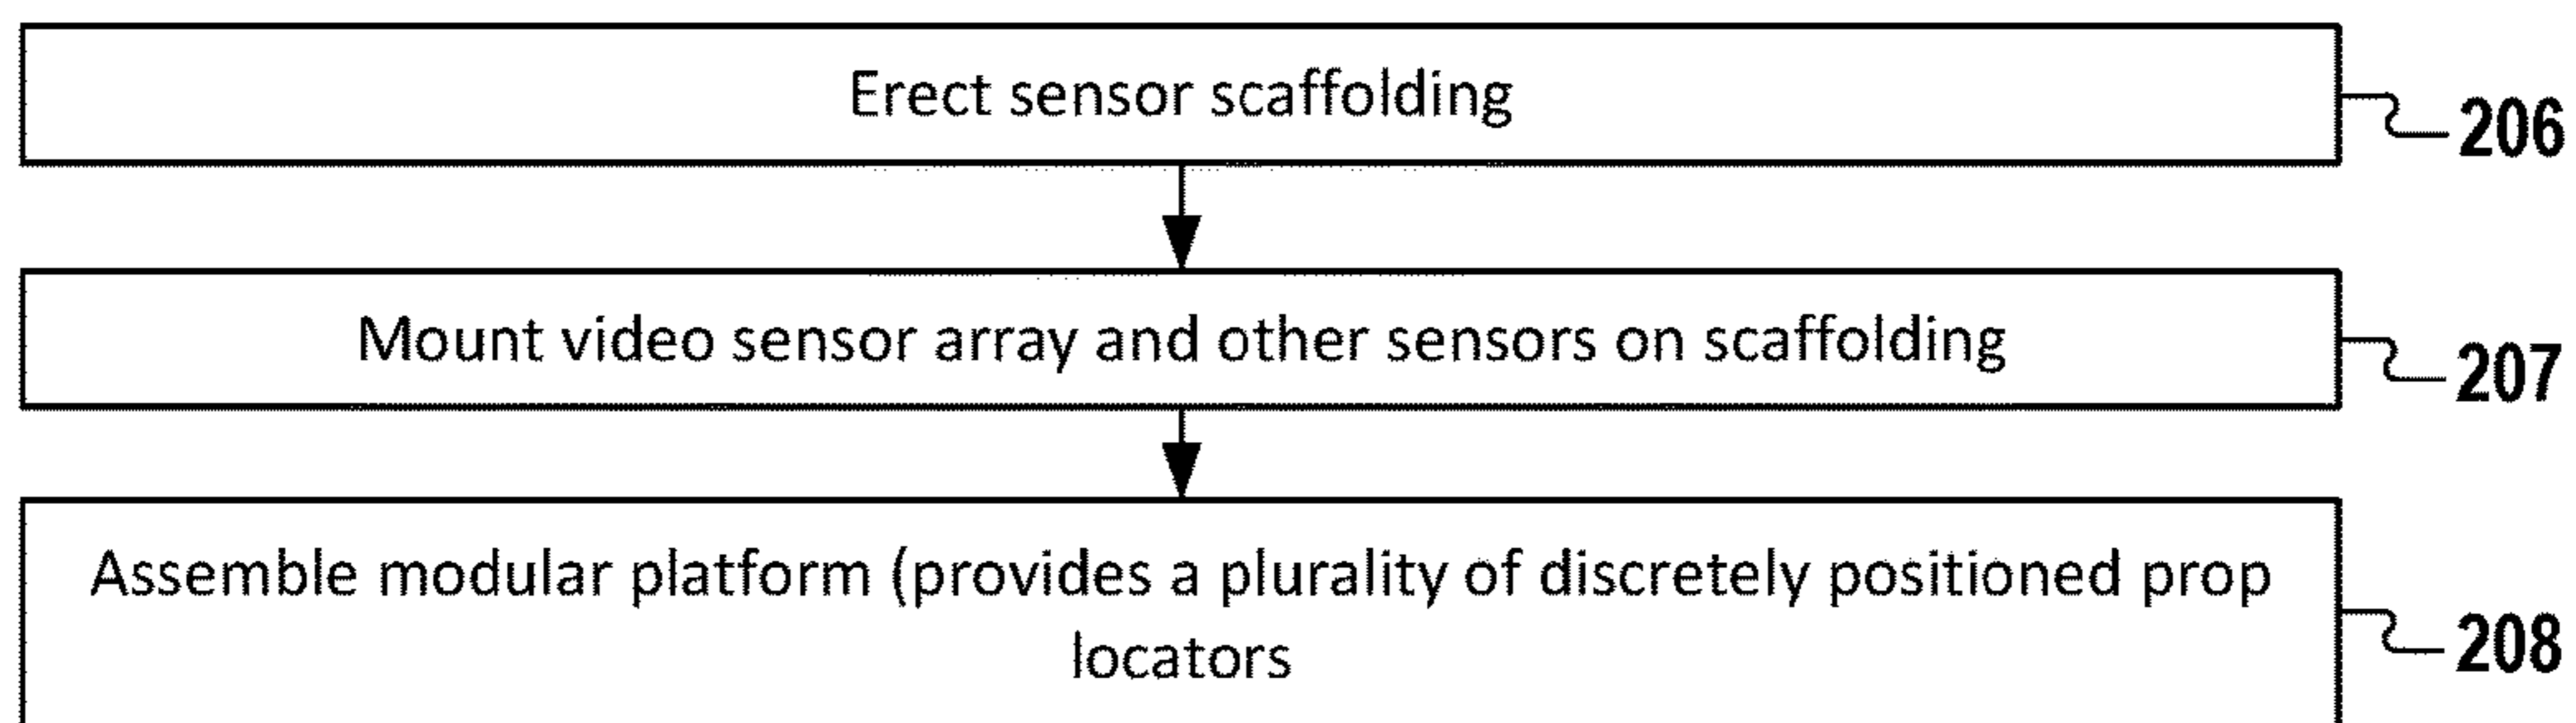 Erect sensor scaffolding
206
Mount video sensor array and other sensors on scaffolding
207
Assemble modular platform (provides a plurality of discretely positioned prop
locators
208